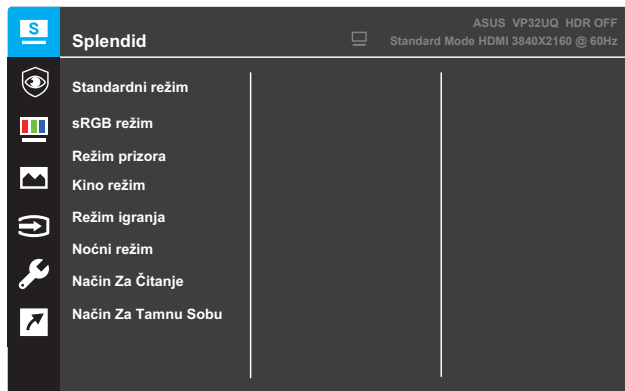 S
Splendid
ASUS VP32UQ HDR OFF
Standard Mode HDMI 3840X2160 @ 60Hz
Standardni režim
sRGB režim
Režim prizora
Kino režim
Režim igranja
Noćni režim
Način Za Čitanje
Način Za Tamnu Sobu